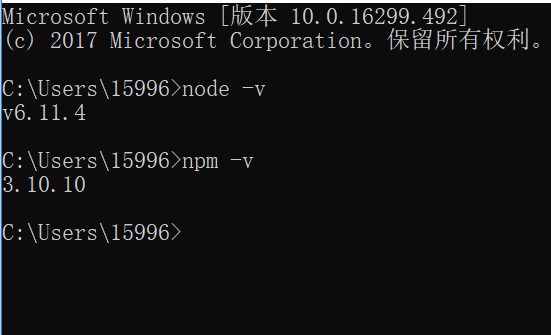 Microsoft Windows [版本 10.0.16299.492]
(c) 2017 Microsoft Corporation。保留所有权利。
C:\Users\15996>node -v
v6.11.4
C:\Users\15996>npm -v
3.10.10
C:\Users\15996>